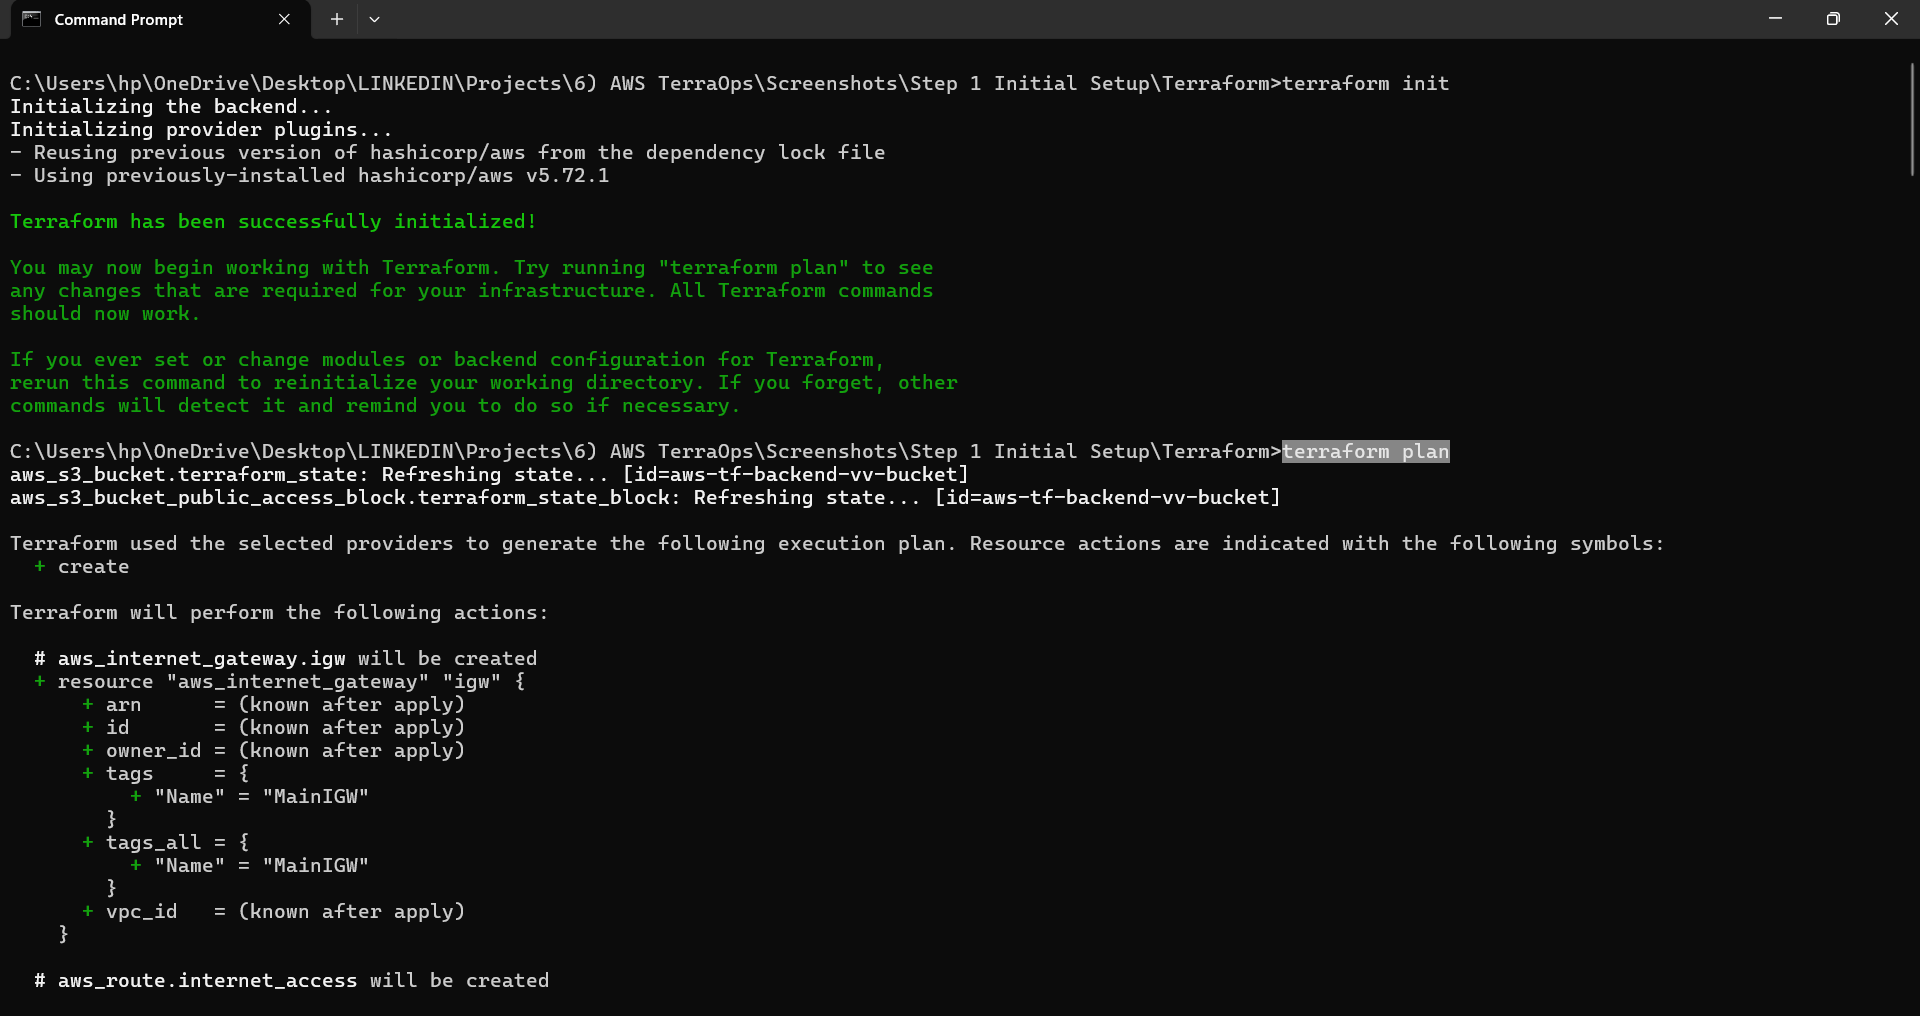 Command Prompt
C:\Users\hp\OneDrive\Desktop\LINKEDIN\Projects\6) AWS TerraOps\Screenshots\Step 1 Initial Setup\Terraform>terraform init
Initializing the backend...
Initializing provider plugins...
- Reusing previous version of hashicorp/aws from the dependency lock file
- Using previously-installed hashicorp/aws v5.72.1
Terraform has been successfully initialized!
You may now begin working with Terraform. Try running "terraform plan" to see
any changes that are required for your infrastructure. All Terraform commands
should now work.
If you ever set or change modules or backend configuration for Terraform,
rerun this command to reinitialize your working directory. If you forget, other
commands will detect it and remind you to do so if necessary.
C:\Users\hp\OneDrive\Desktop\LINKEDIN\Projects\6) AWS TerraOps\Screenshots\Step 1 Initial Setup\Terraform>terraform plan
aws_s3_bucket.terraform_state: Refreshing state... [id=aws-tf-backend-vv-bucket]
aws_s3_bucket_public_access_block.terraform_state_block: Refreshing state... [id=aws-tf-backend-vv-bucket]
Terraform used the selected providers to generate the following execution plan. Resource actions are indicated with the following symbols:
  + create
Terraform will perform the following actions:
  # aws_internet_gateway.igw will be created
  + resource "aws_internet_gateway" "igw" {
      + arn      = (known after apply)
      + id       = (known after apply)
      + owner_id = (known after apply)
      + tags     = {
          + "Name" = "MainIGW"
        }
      + tags_all = {
          + "Name" = "MainIGW"
        }
      + vpc_id   = (known after apply)
    }
  # aws_route.internet_access will be created